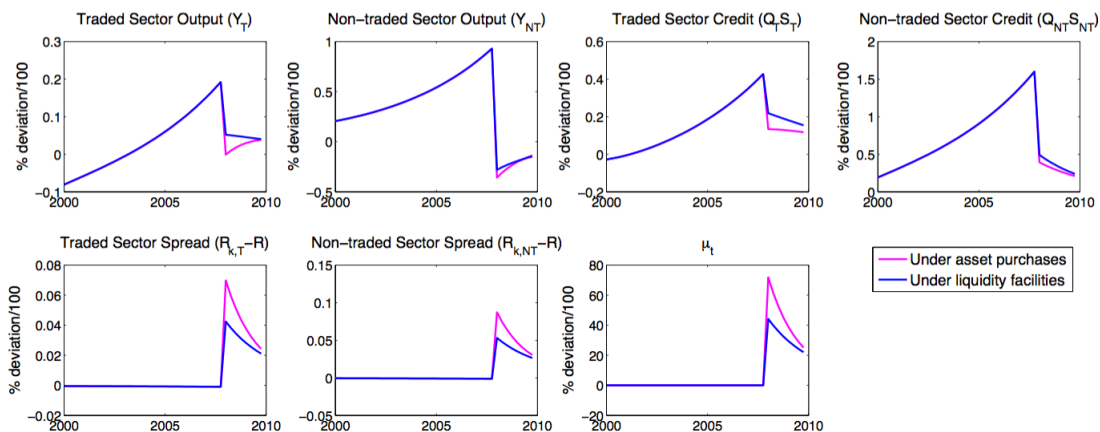 Traded Sector Output (Y_T)
% deviation/100
0.3
0.2
0.1
0
−0.1
2000 2005 2010
Non−traded Sector Output (Y_NT)
% deviation/100
1
0.5
0
−0.5
2000 2005 2010
Traded Sector Credit (Q_TS_T)
% deviation/100
0.6
0.4
0.2
0
−0.2
2000 2005 2010
Non−traded Sector Credit (Q_NTS_NT)
% deviation/100
2
1.5
1
0.5
0
2000 2005 2010
Traded Sector Spread (R_k,T−R)
% deviation/100
0.08
0.06
0.04
0.02
0
−0.02
2000 2005 2010
Non−traded Sector Spread (R_k,NT−R)
% deviation/100
0.15
0.1
0.05
0
−0.05
2000 2005 2010
μ_t
% deviation/100
80
60
40
20
0
−20
2000 2005 2010
Under asset purchases
Under liquidity facilities